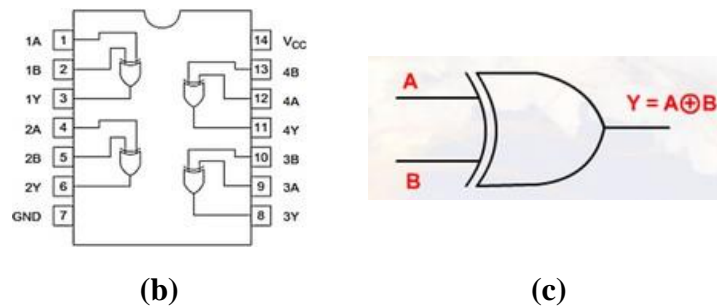 1A 1 14 VCC
1B 2 13 4B
1Y 3 12 4A
2A 4 11 4Y
2B 5 10 3B
2Y 6 9 3A
GND 7 8 3Y
A
Y = A⊕B
B
(b) (c)